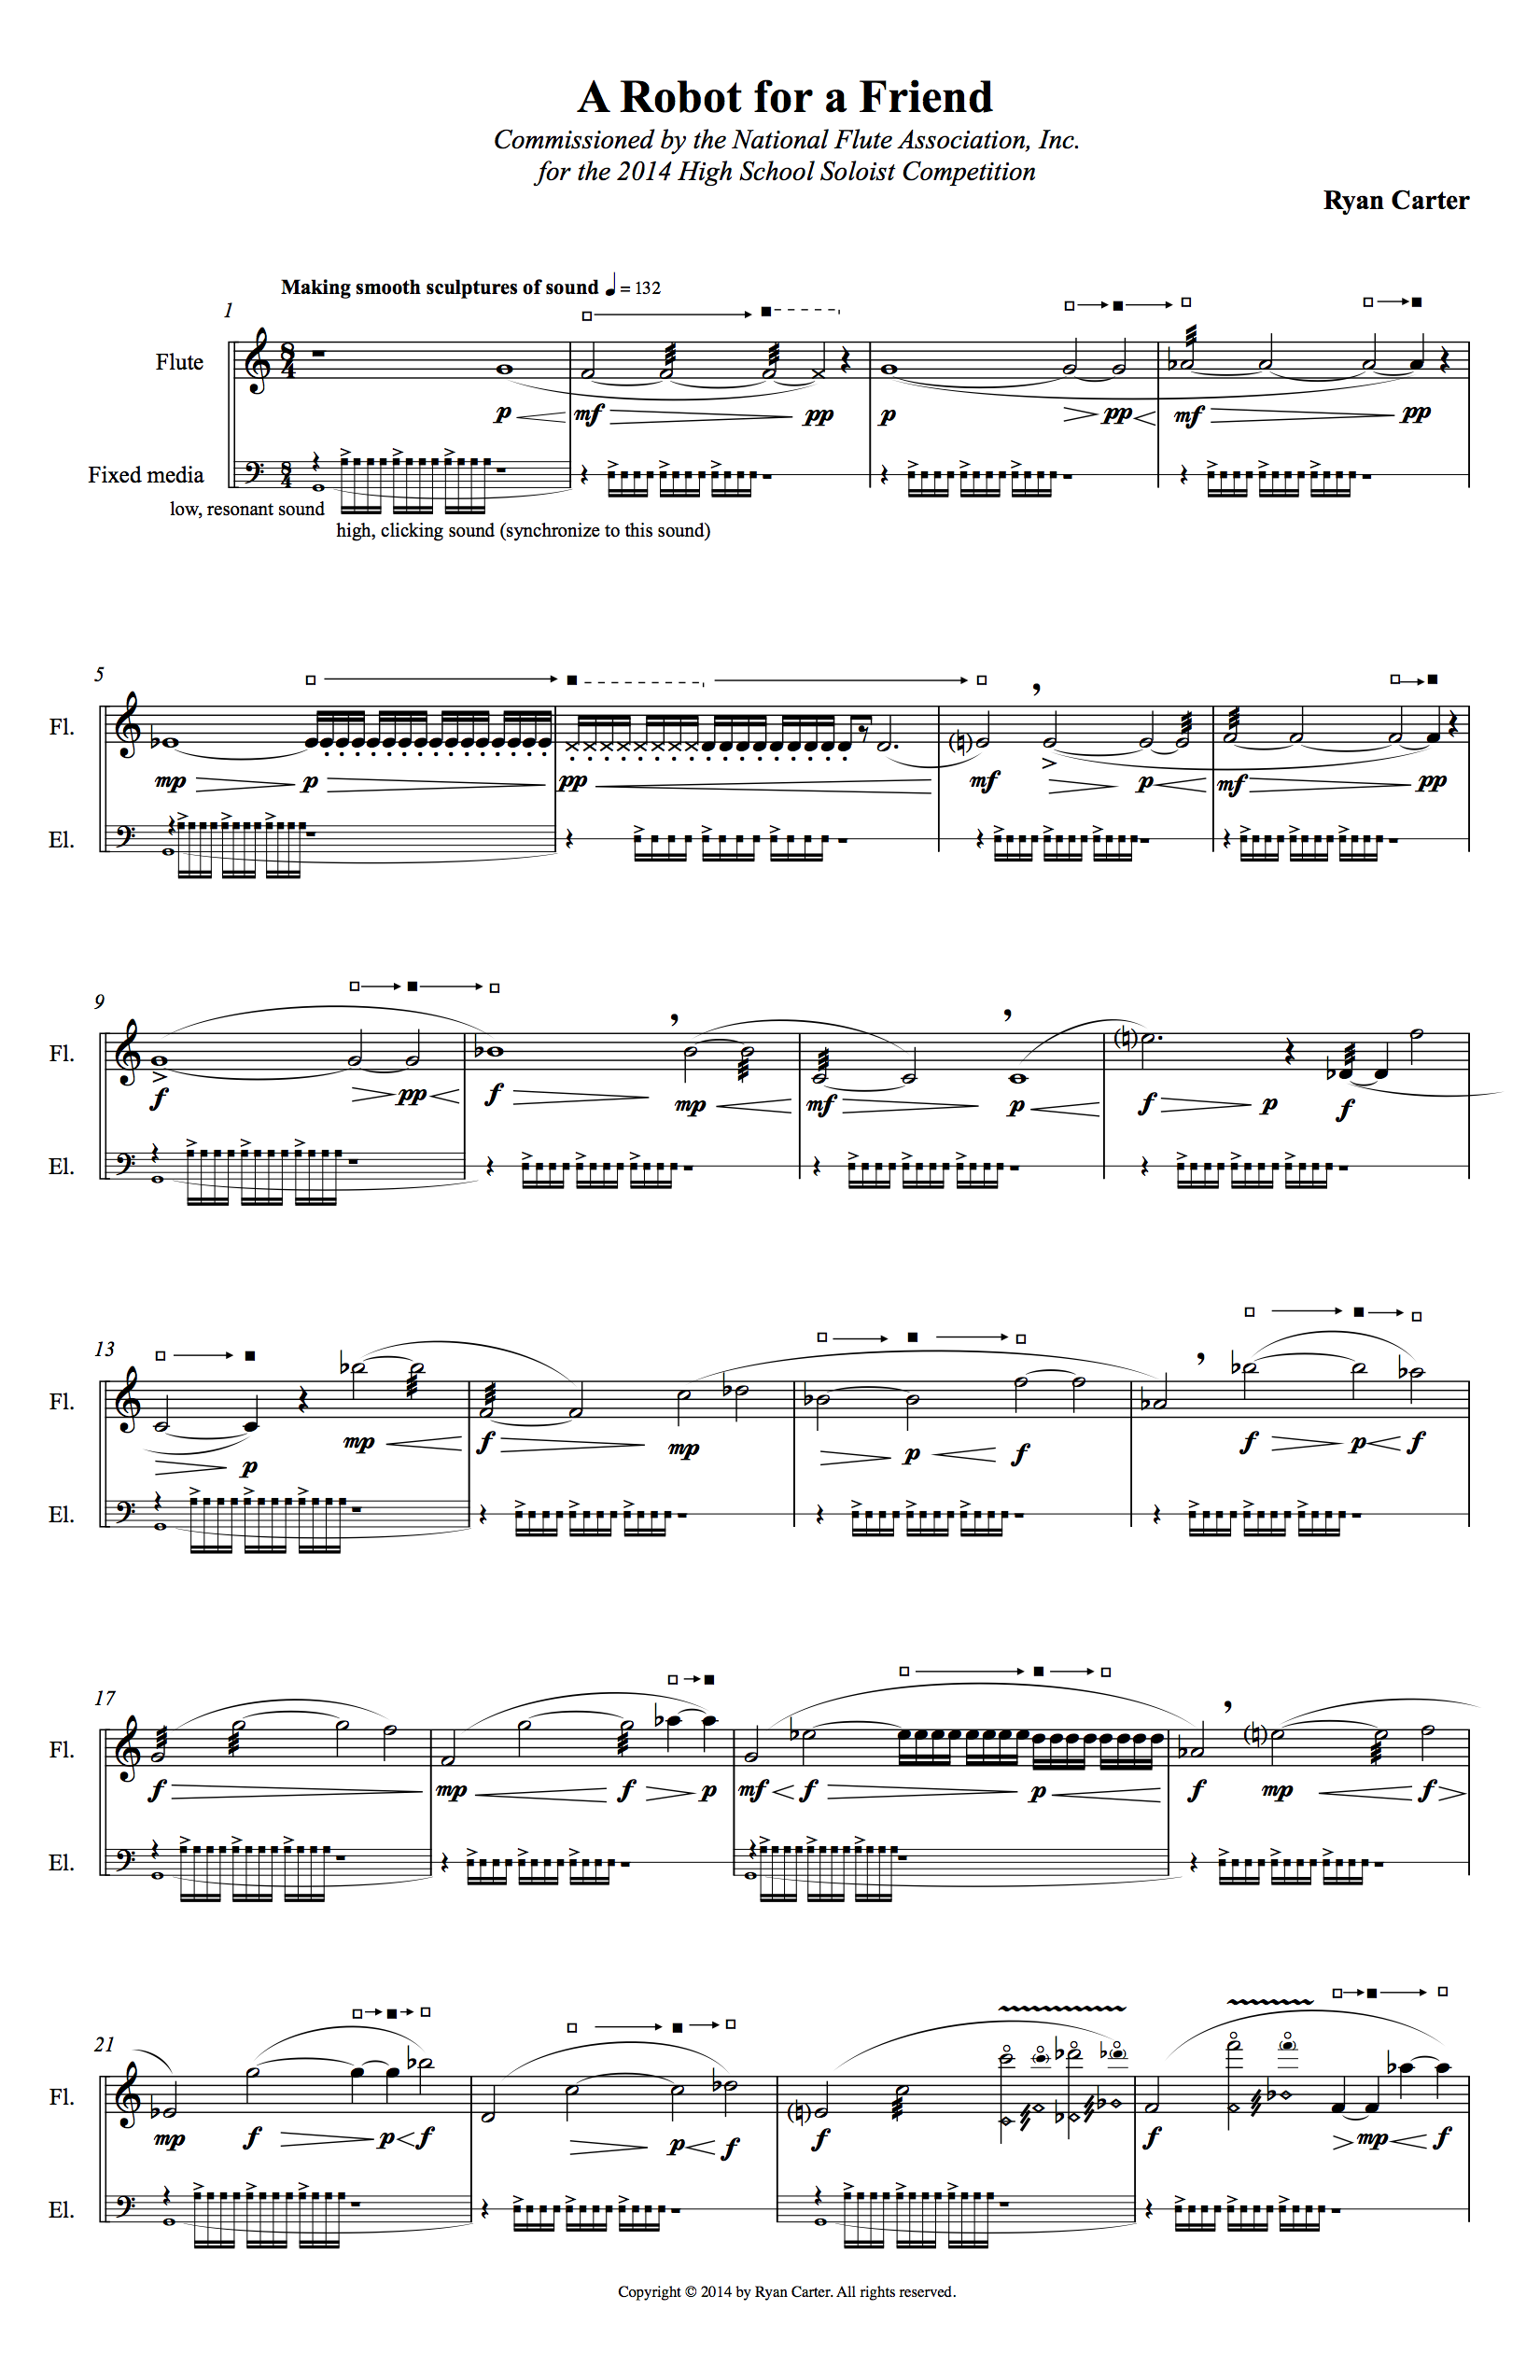 A Robot for a Friend
Commissioned by the National Flute Association, Inc.
for the 2014 High School Soloist Competition
Ryan Carter
Making smooth sculptures of sound ♩ = 132
1
Flute
8
4
p mf pp p pp mf pp
Fixed media
8
4
low, resonant sound
high, clicking sound (synchronize to this sound)
5
Fl.
mp p pp mf p mf pp
El.
9
Fl.
f pp f mp mf p f p f
El.
13
Fl.
p mp f mp p f f p f
El.
17
Fl.
f mp f p mf f p f mp f
El.
21
Fl.
mp f p f p f f f mp f
El.
Copyright © 2014 by Ryan Carter. All rights reserved.